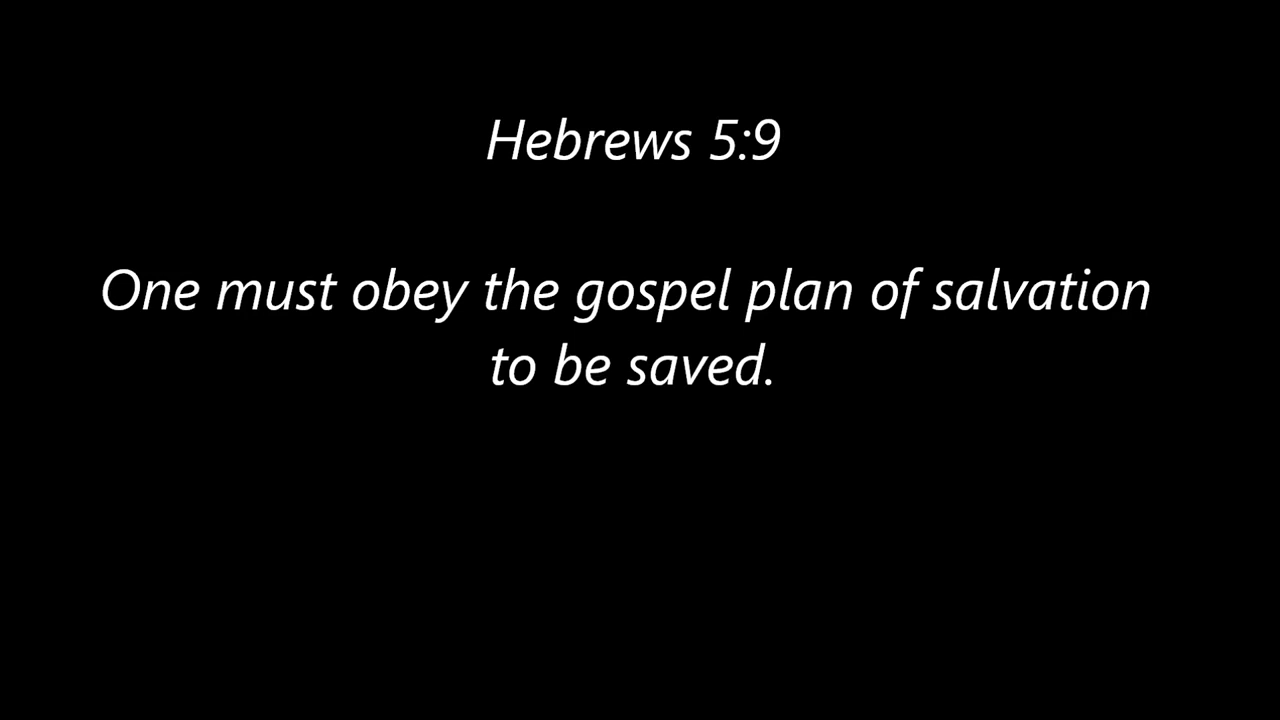 Hebrews 5:9
One must obey the gospel plan of salvation
to be saved.